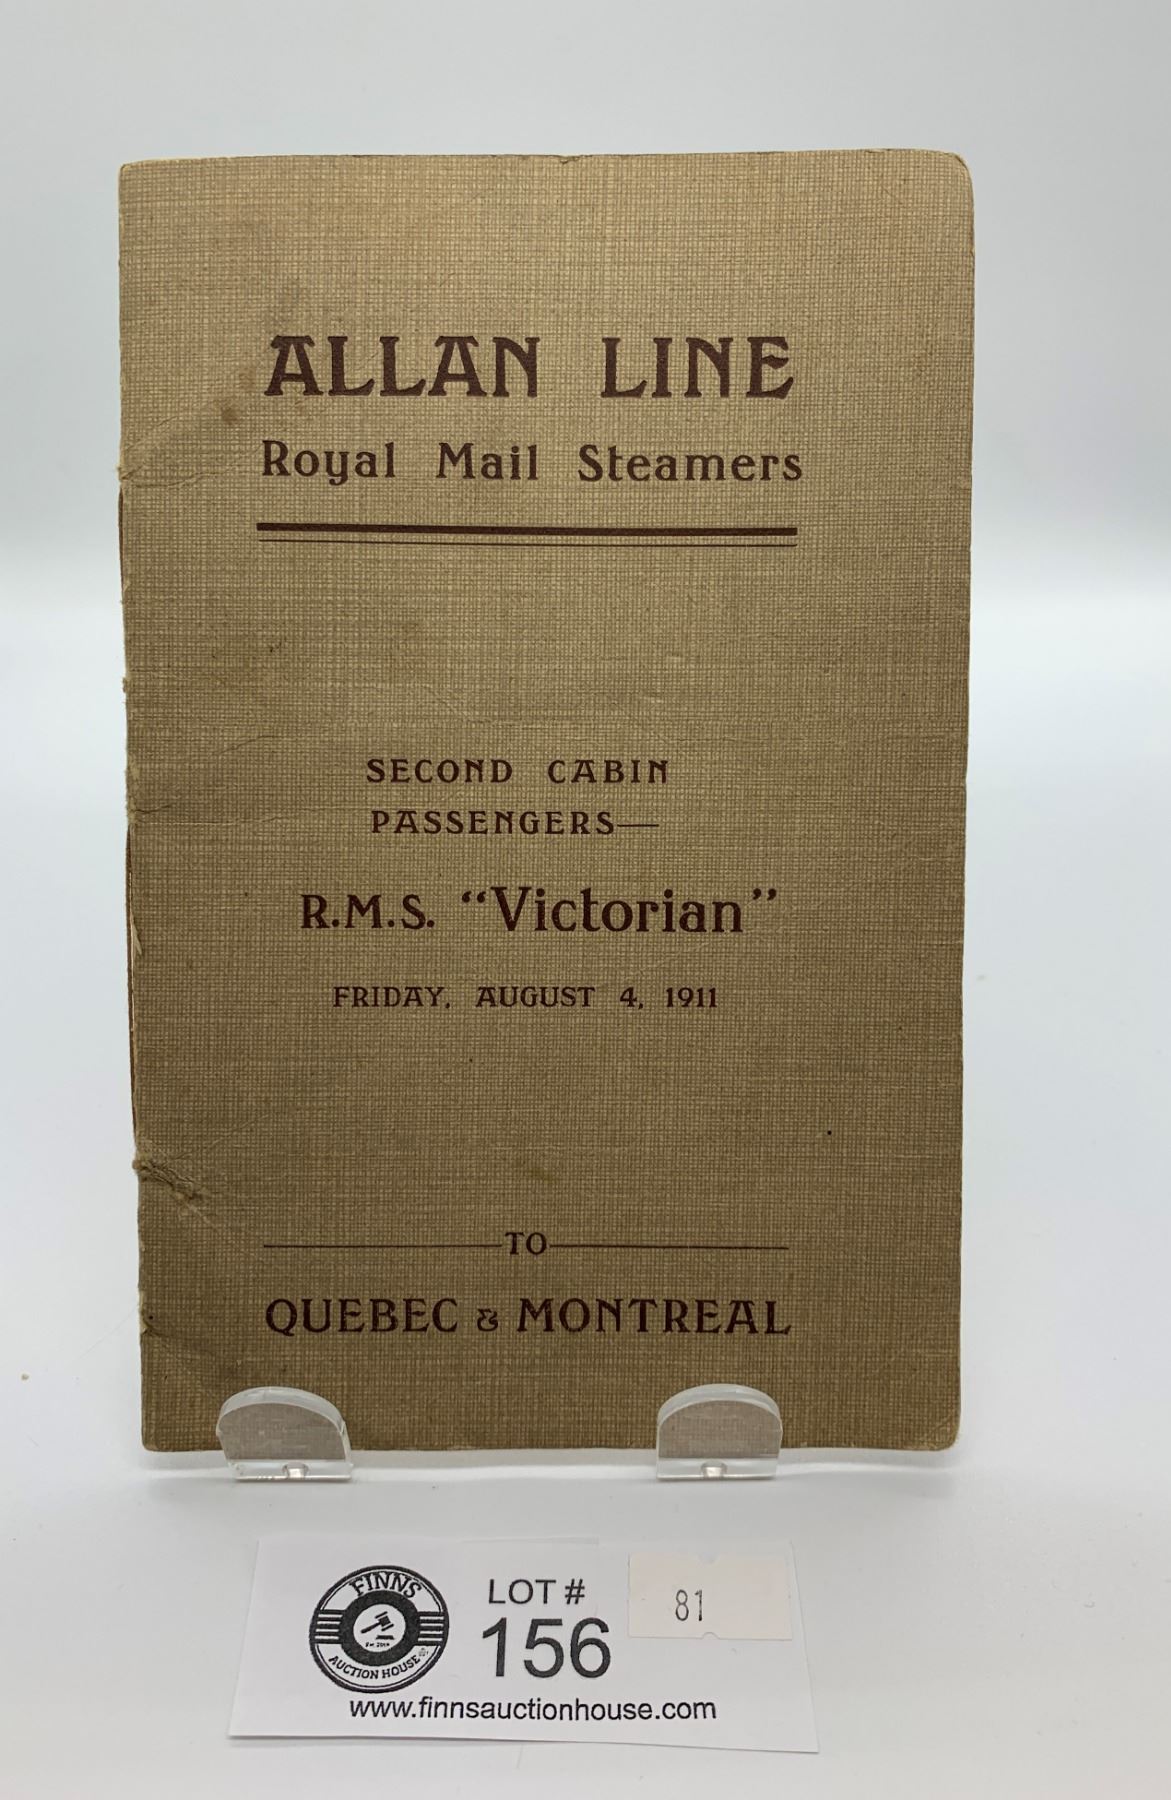 ALLAN LINE
Royal Mail Steamers
SECOND CABIN
PASSENGERS—
R.M.S. “Victorian”
FRIDAY, AUGUST 4, 1911
TO
QUEBEC & MONTREAL
FINNS
AUCTION HOUSE
LOT #
156
81
www.finnsauctionhouse.com